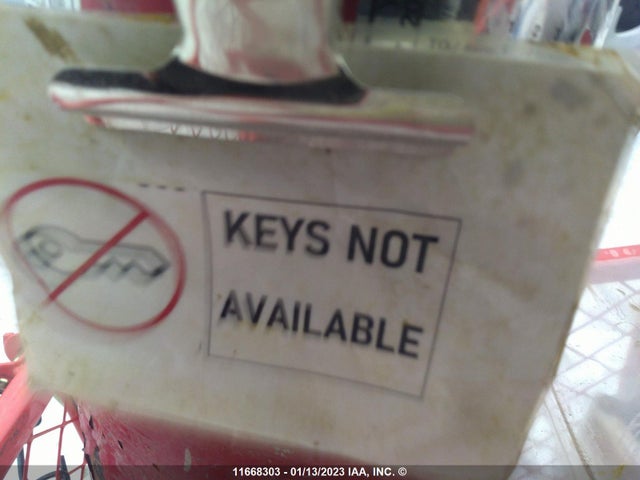 KEYS NOT
AVAILABLE
11668303 - 01/13/2023 IAA, INC. ©